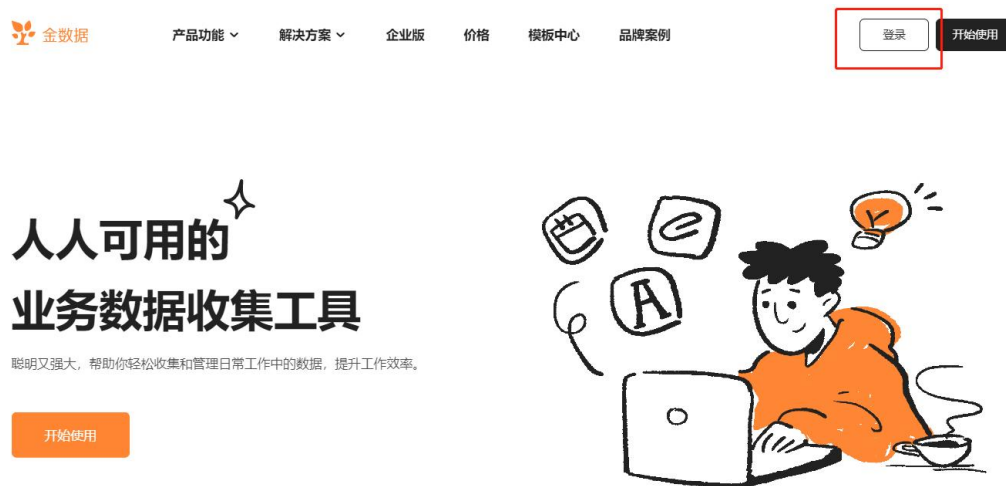 金数据
产品功能 解决方案 企业版 价格 模板中心 品牌案例 登录 开始使用
人人可用的
业务数据收集工具
聪明又强大，帮助你轻松收集和管理日常工作中的数据，提升工作效率。
开始使用
A